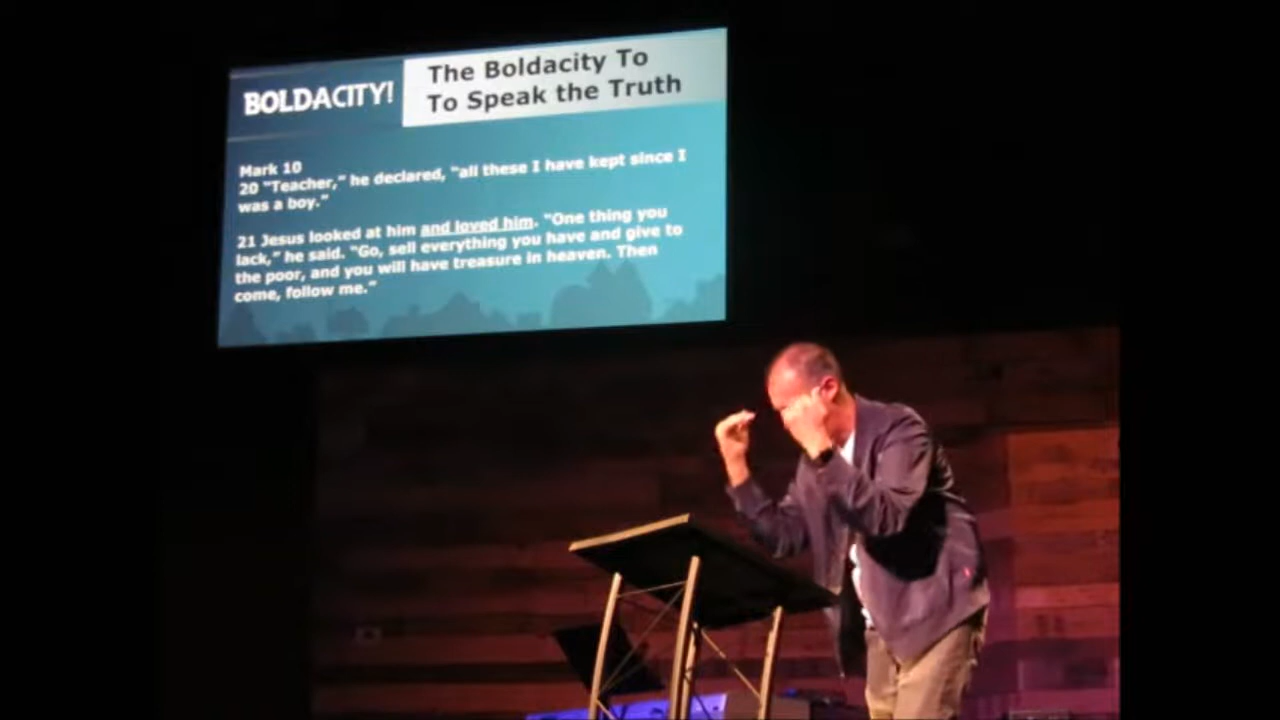 BOLDACITY!
The Boldacity To
To Speak the Truth
Mark 10
20 "Teacher," he declared, "all these I have kept since I
was a boy."
21 Jesus looked at him and loved him. "One thing you
lack," he said. "Go, sell everything you have and give to
the poor, and you will have treasure in heaven. Then
come, follow me."